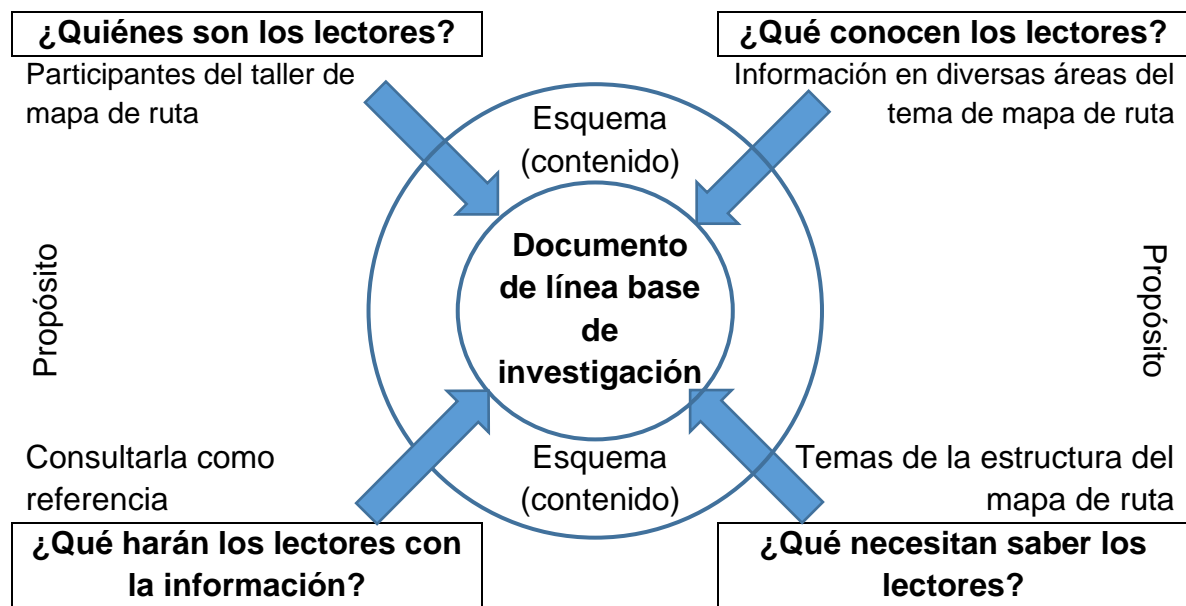 ¿Quiénes son los lectores?
Participantes del taller de
mapa de ruta
¿Qué conocen los lectores?
Información en diversas áreas del
tema de mapa de ruta
Esquema
(contenido)
Propósito
Documento
de línea base
de
investigación
Propósito
Consultarla como
referencia
¿Qué harán los lectores con
la información?
Esquema
(contenido)
Temas de la estructura del
mapa de ruta
¿Qué necesitan saber los
lectores?